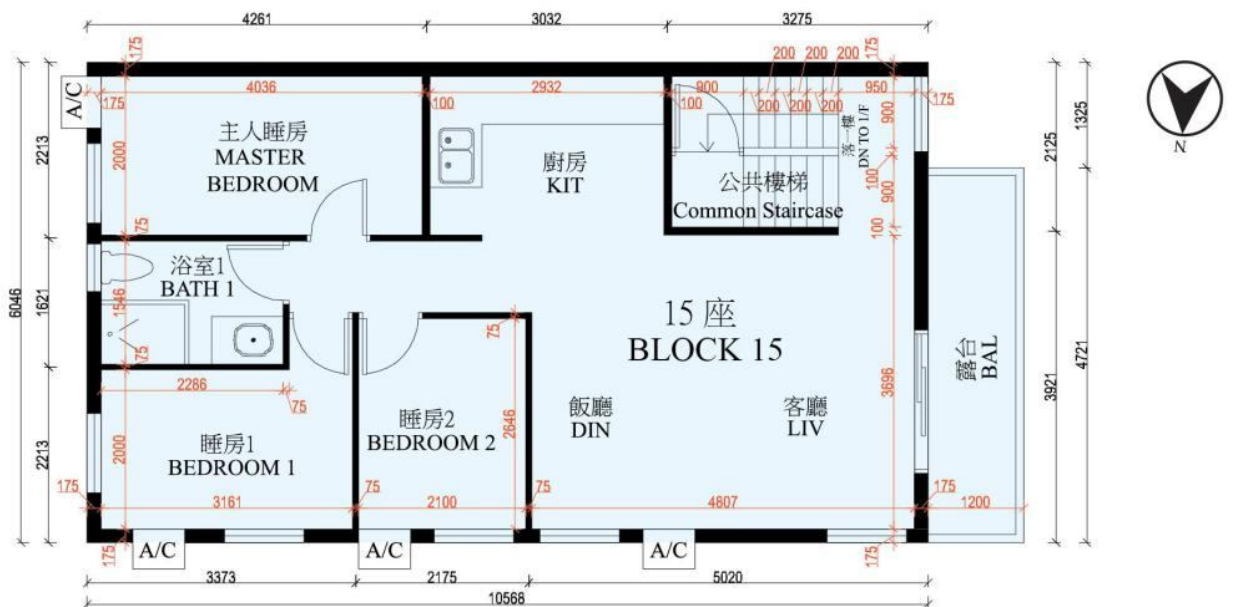 4261
3032
3275
175
200
200
200
175
A/C
175
4036
100
2932
100
900
200
200
200
950
175
900
落一樓
DN TO 1/F
1325
2125
N
2213
2000
主人睡房
MASTER
BEDROOM
廚房
KIT
公共樓梯
Common Staircase
100
900
100
75
6046
1621
1546
浴室1
BATH 1
75
15 座
BLOCK 15
75
2286
75
3696
露台
BAL
3921
4721
2213
2000
睡房1
BEDROOM 1
睡房2
BEDROOM 2
2646
飯廳
DIN
客廳
LIV
175
3161
75
2100
75
4807
175
1200
175
A/C
A/C
A/C
175
3373
2175
5020
10568